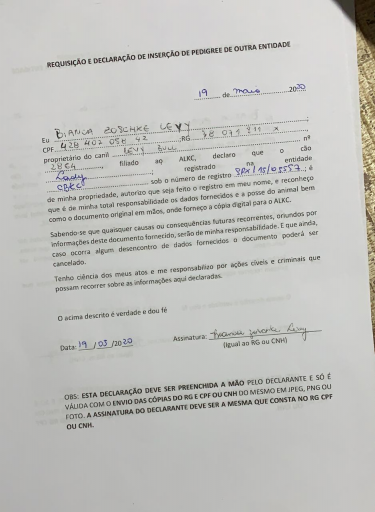 REQUISIÇÃO E DECLARAÇÃO DE INSERÇÃO DE PEDIGREE DE OUTRA ENTIDADE
19 de maio 2020
Eu BIANCA ZOSCHKE LEVY
CPF. 428 402 058 42 RG 38 079 811 X
proprietário do canil LEVY BULL, nº
2864, filiado ao ALKC, declaro que o cão
Lady registrado na entidade
CBKC sob o número de registro SPX/15/03557, é
de minha propriedade, autorizo que seja feito o registro em meu nome, e reconheço
que é de minha total responsabilidade os dados fornecidos e a posse do animal bem
como o documento original em mãos, onde forneço a cópia digital para o ALKC.
Sabendo-se que quaisquer causas ou consequências futuras recorrentes, oriundos por
informações deste documento fornecido, serão de minha responsabilidade. E que ainda,
caso ocorra algum desencontro de dados fornecidos o documento poderá ser
cancelado.
Tenho ciência dos meus atos e me responsabilizo por ações cíveis e criminais que
possam recorrer sobre as informações aqui declaradas.
O acima descrito é verdade e dou fé
Data: 19 / 05 /2020 Assinatura:
(igual ao RG ou CNH)
OBS: ESTA DECLARAÇÃO DEVE SER PREENCHIDA A MÃO PELO DECLARANTE E SÓ É
VÁLIDA COM O ENVIO DAS CÓPIAS DO RG E CPF OU CNH DO MESMO EM JPEG, PNG OU
FOTO. A ASSINATURA DO DECLARANTE DEVE SER A MESMA QUE CONSTA NO RG CPF
OU CNH.